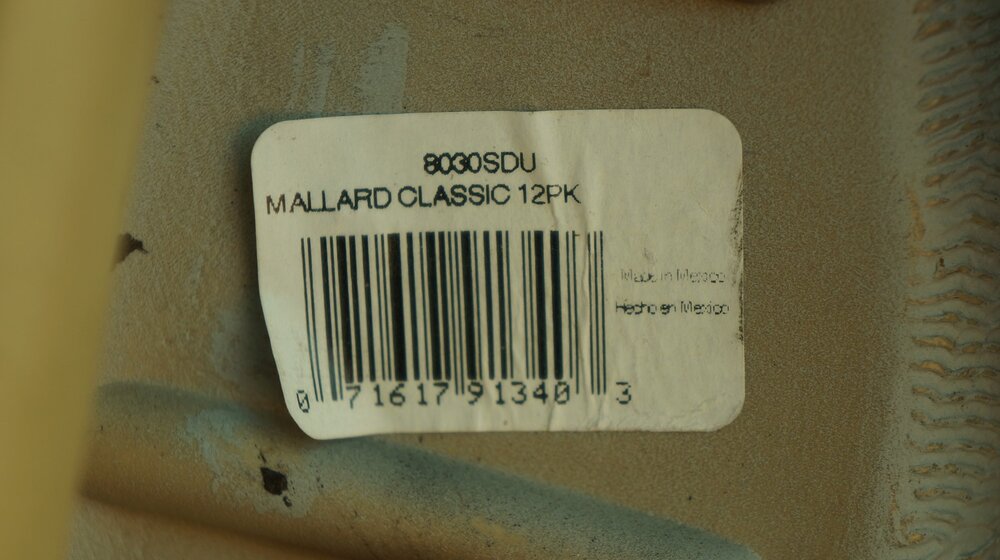 8030SDU
MALLARD CLASSIC 12PK
Made in Mexico
Hecho en Mexico
0 71617 91340 3